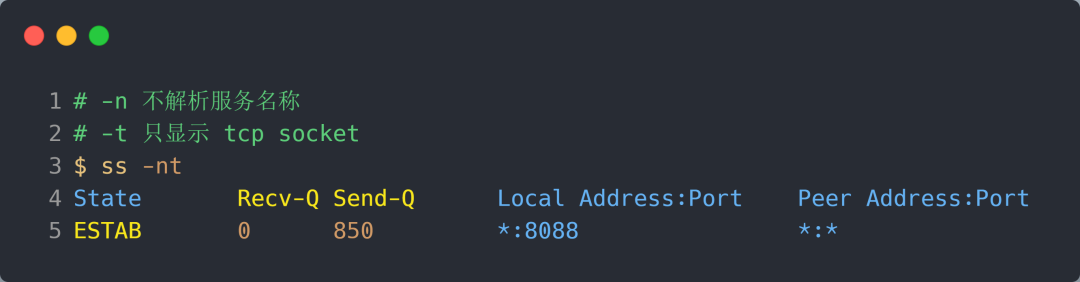 1 # -n 不解析服务名称
2 # -t 只显示 tcp socket
3 $ ss -nt
4 State Recv-Q Send-Q Local Address:Port Peer Address:Port
5 ESTAB 0 850 *:8088 *:*